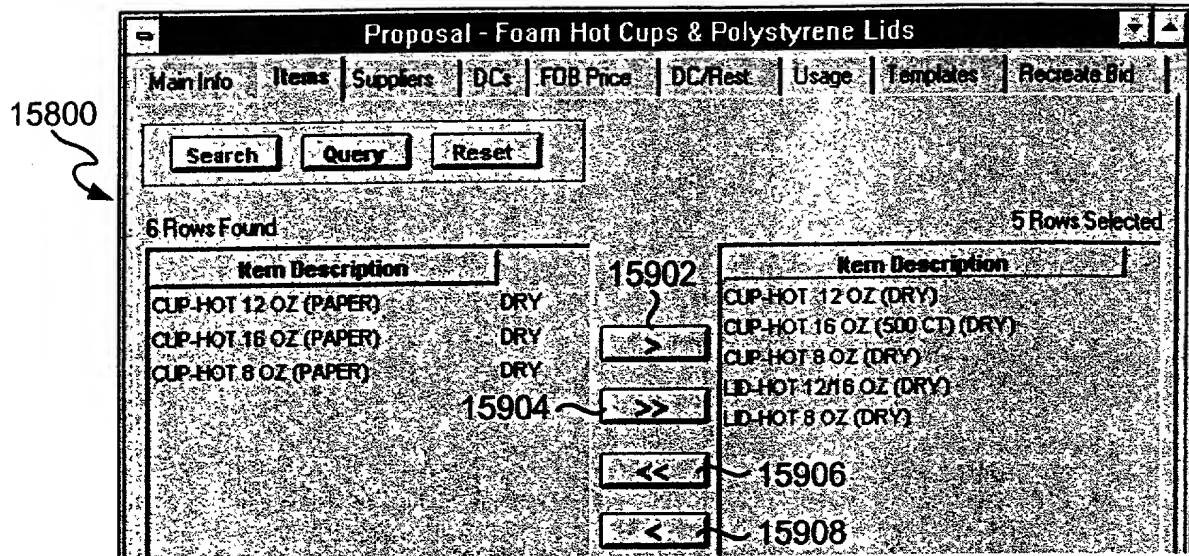 Proposal - Foam Hot Cups & Polystyrene Lids
Main Info Items Suppliers DCs FOB Price DC/Rest. Usage Templates Recreate Bid
15800
Search Query Reset
6 Rows Found
5 Rows Selected
Item Description
CUP-HOT 12 OZ (PAPER) DRY
CUP-HOT 16 OZ (PAPER) DRY
CUP-HOT 8 OZ (PAPER) DRY
15902
>
15904
>>
<<
15906
<
15908
Item Description
CUP-HOT 12 OZ (DRY)
CUP-HOT 16 OZ (500 CT) (DRY)
CUP-HOT 8 OZ (DRY)
LID-HOT 12/16 OZ (DRY)
LID-HOT 8 OZ (DRY)